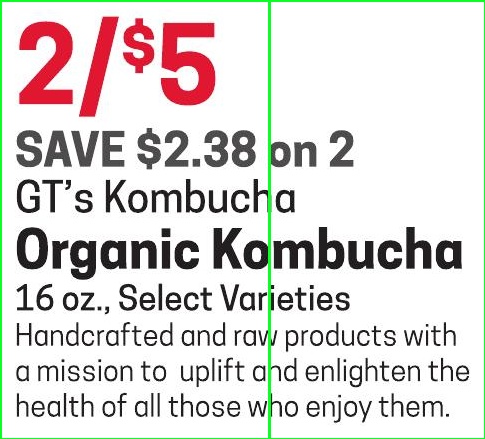 2/$5
SAVE $2.38 on 2
GT's Kombucha
Organic Kombucha
16 oz., Select Varieties
Handcrafted and raw products with
a mission to uplift and enlighten the
health of all those who enjoy them.